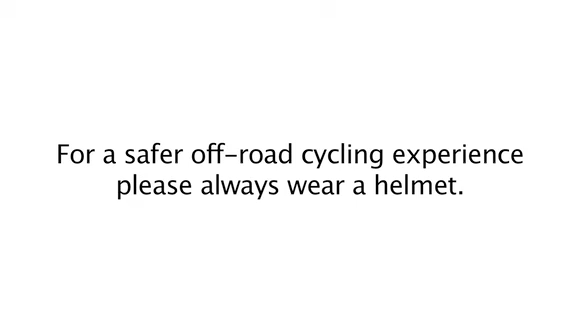 For a safer off-road cycling experience
please always wear a helmet.